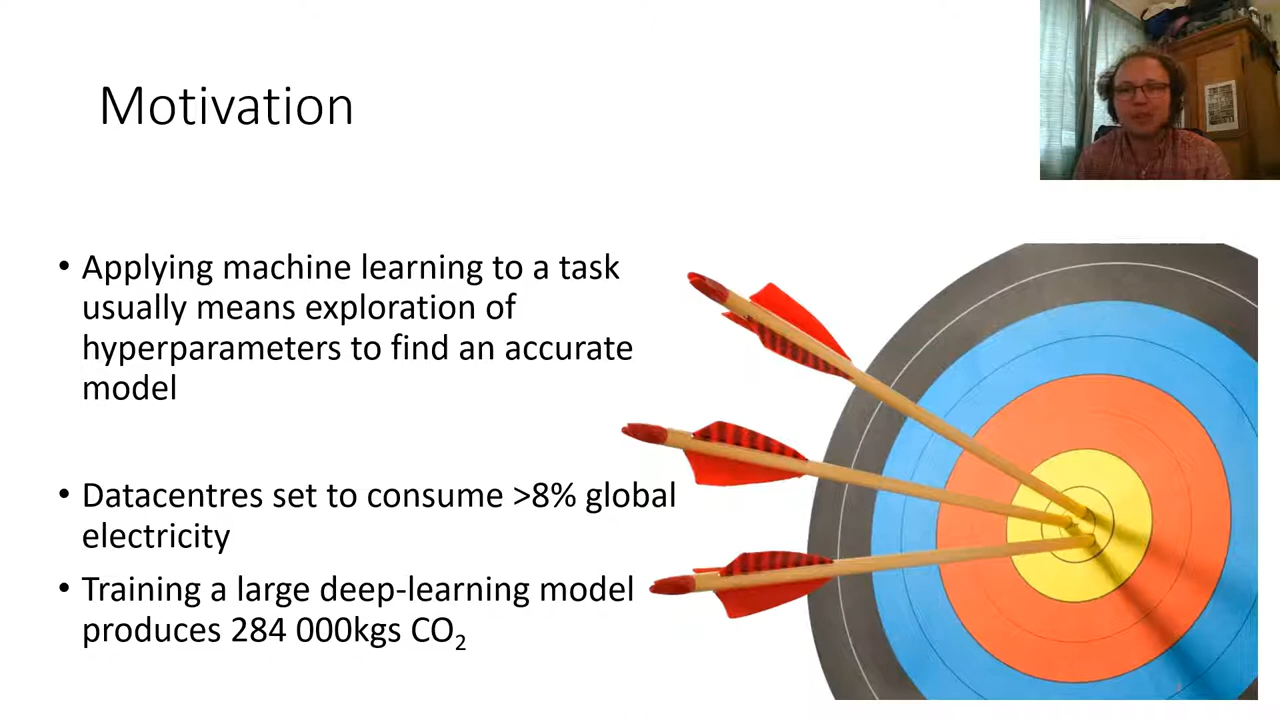 Motivation
• Applying machine learning to a task
usually means exploration of
hyperparameters to find an accurate
model
• Datacentres set to consume >8% global
electricity
• Training a large deep-learning model
produces 284 000kgs CO₂